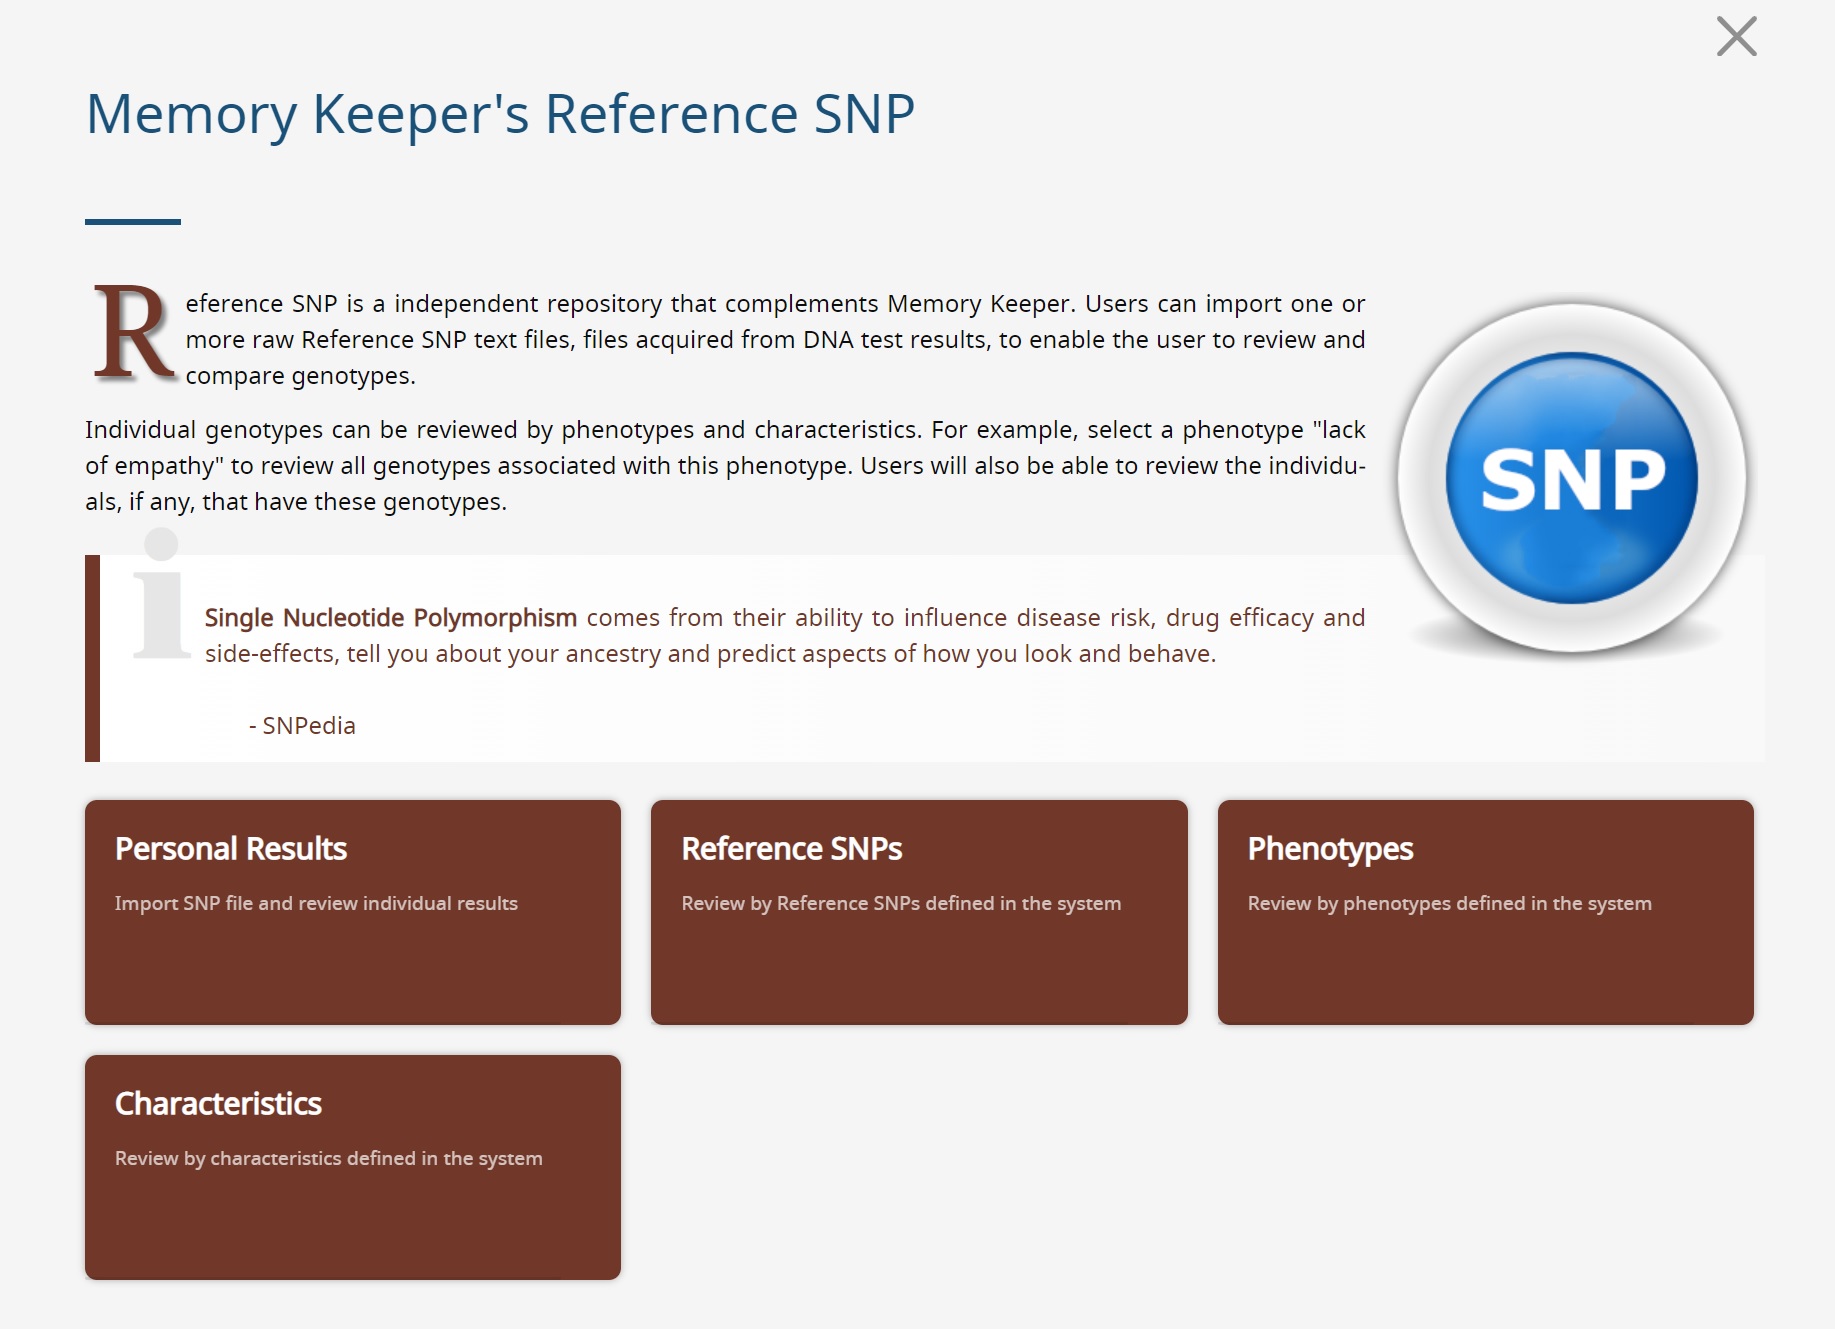 Memory Keeper's Reference SNP
Reference SNP is a independent repository that complements Memory Keeper. Users can import one or
more raw Reference SNP text files, files acquired from DNA test results, to enable the user to review and
compare genotypes.
Individual genotypes can be reviewed by phenotypes and characteristics. For example, select a phenotype "lack
of empathy" to review all genotypes associated with this phenotype. Users will also be able to review the individu-
als, if any, that have these genotypes.
SNP
i
Single Nucleotide Polymorphism comes from their ability to influence disease risk, drug efficacy and
side-effects, tell you about your ancestry and predict aspects of how you look and behave.
- SNPedia
Personal Results
Import SNP file and review individual results
Reference SNPs
Review by Reference SNPs defined in the system
Phenotypes
Review by phenotypes defined in the system
Characteristics
Review by characteristics defined in the system